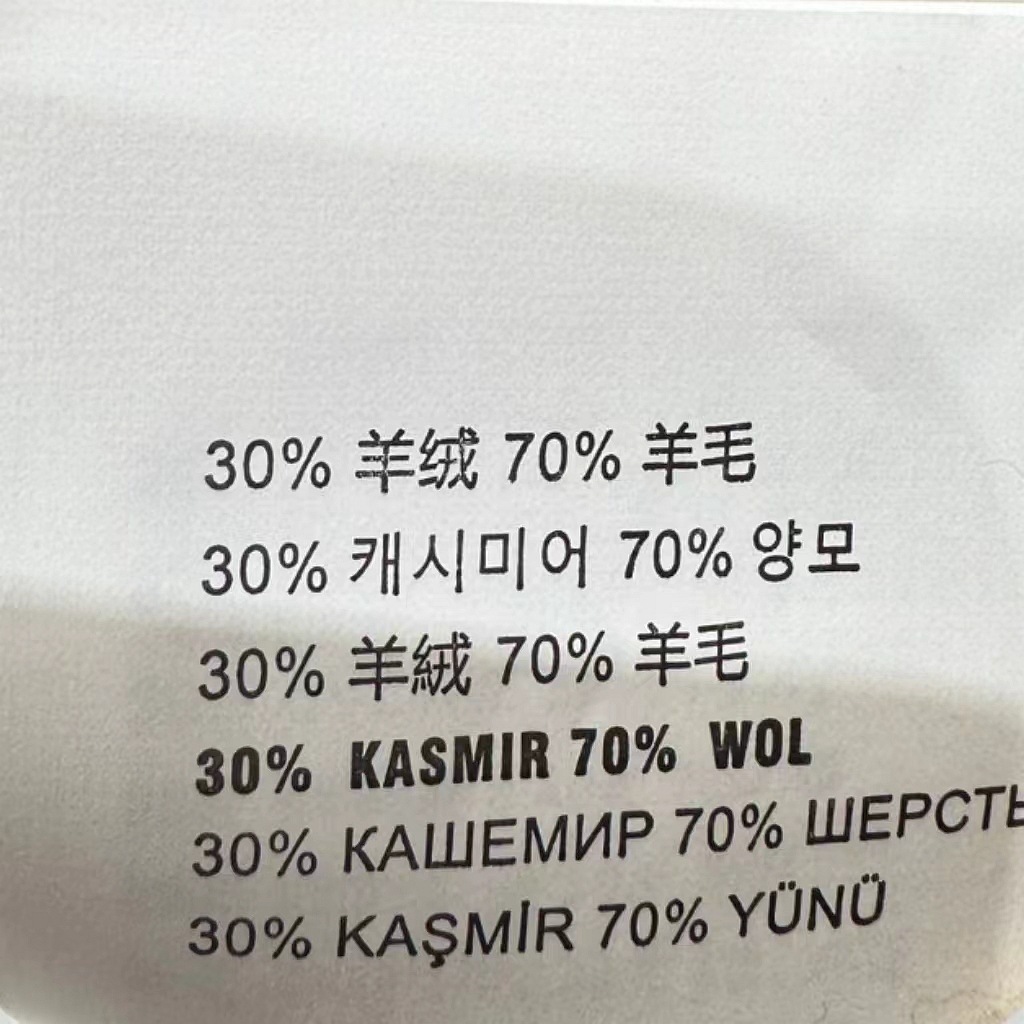 30% 羊绒 70% 羊毛
30% 캐시미어 70% 양모
30% 羊絨 70% 羊毛
30% KASMIR 70% WOL
30% КАШЕМИР 70% ШЕРСТЬ
30% KAŞMİR 70% YÜNÜ